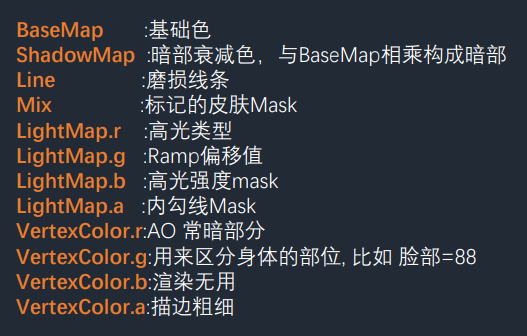 BaseMap :基础色
ShadowMap :暗部衰减色，与BaseMap相乘构成暗部
Line :磨损线条
Mix :标记的皮肤Mask
LightMap.r :高光类型
LightMap.g :Ramp偏移值
LightMap.b :高光强度mask
LightMap.a :内勾线Mask
VertexColor.r:AO 常暗部分
VertexColor.g:用来区分身体的部位, 比如 脸部=88
VertexColor.b:渲染无用
VertexColor.a:描边粗细